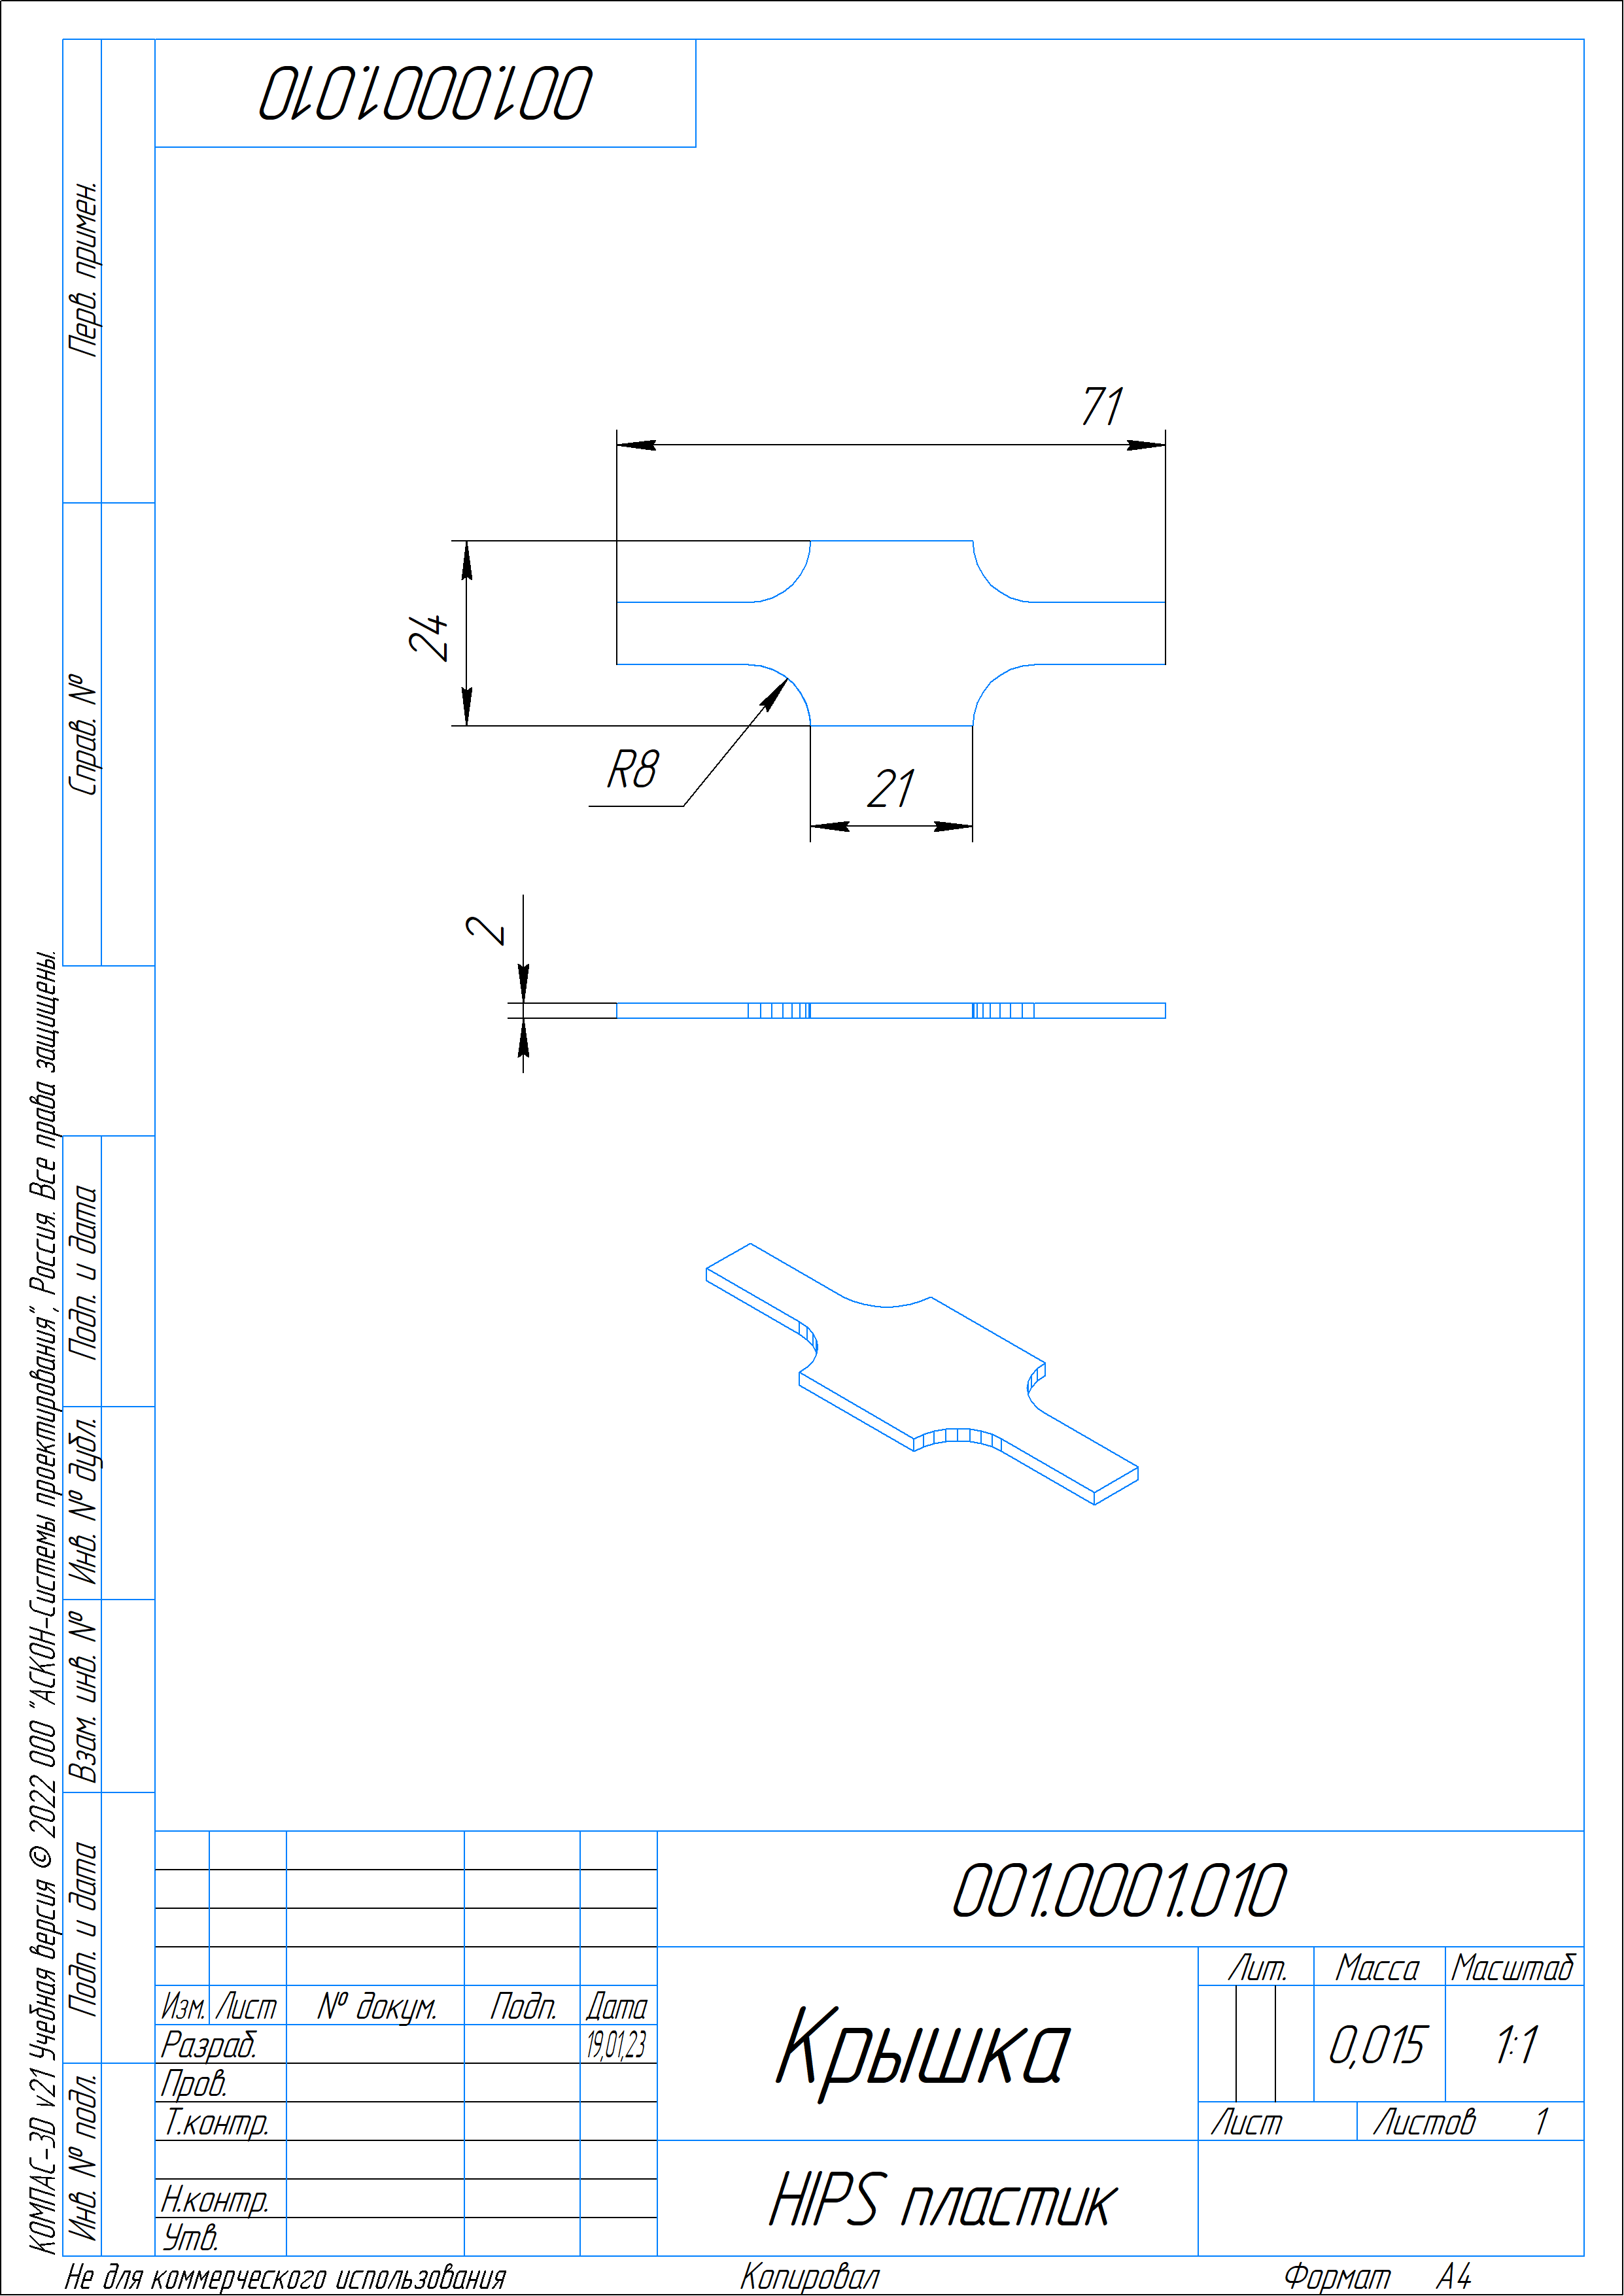 001.0001.010
Перв. примен.
Справ. №
Подп. и дата
Инв. № дубл.
Взам. инв. №
Подп. и дата
Инв. № подл.
КОМПАС-3D v21 Учебная версия © 2022 ООО "АСКОН-Системы проектирования", Россия. Все права защищены.
71
24
R8
21
2
001.0001.010
Лит. Масса Масштаб
Изм. Лист № докум. Подп. Дата
Разраб. 19,01,23
Пров.
Т.контр.
Н.контр.
Утв.
Крышка
0,015 1:1
Лист Листов 1
HIPS пластик
Не для коммерческого использования
Копировал
Формат A4